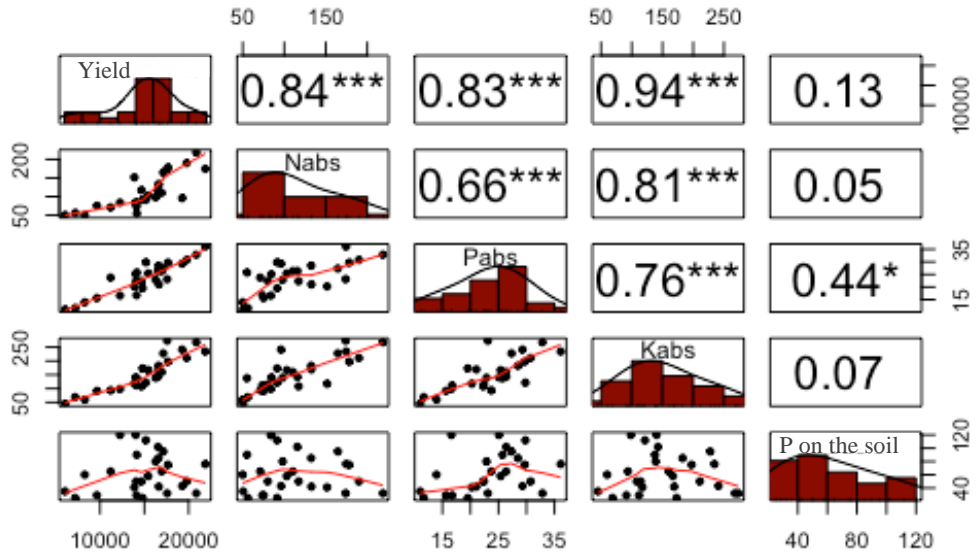 50 150 50 150 250
Yield 0.84*** 0.83*** 0.94*** 0.13 10000
200 50 Nabs 0.66*** 0.81*** 0.05
Pabs 0.76*** 0.44* 15 35
250 50 Kabs 0.07
P on the soil 40 120
10000 20000 15 25 35 40 80 120